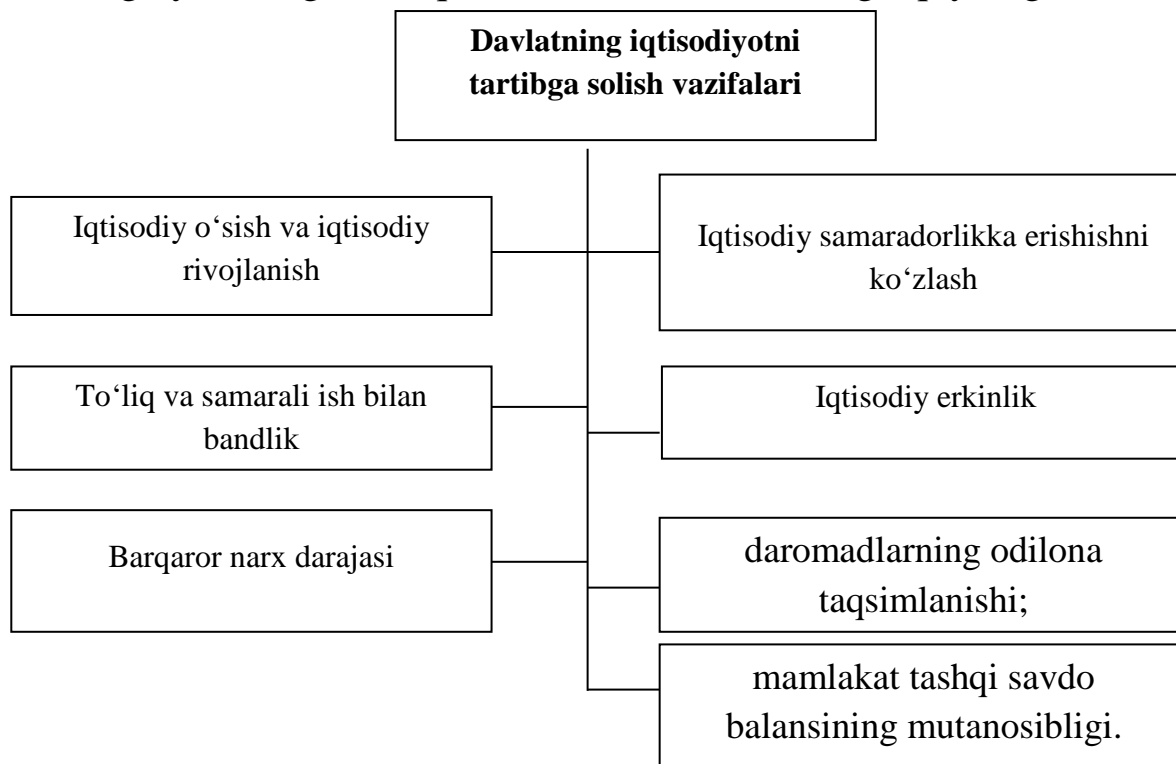 Davlatning iqtisodiyotni
tartibga solish vazifalari
Iqtisodiy o‘sish va iqtisodiy
rivojlanish
Iqtisodiy samaradorlikka erishishni
ko‘zlash
To‘liq va samarali ish bilan
bandlik
Iqtisodiy erkinlik
Barqaror narx darajasi
daromadlarning odilona
taqsimlanishi;
mamlakat tashqi savdo
balansining mutanosibligi.